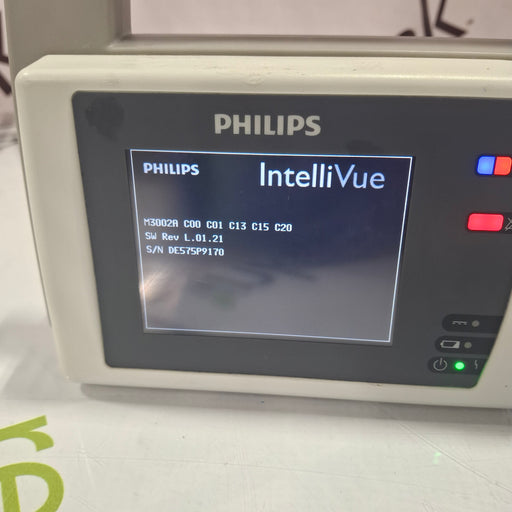 PHILIPS
PHILIPS IntelliVue
M3002A C00 C01 C13 C15 C20
SW Rev L.01.21
S/N DE575P9170